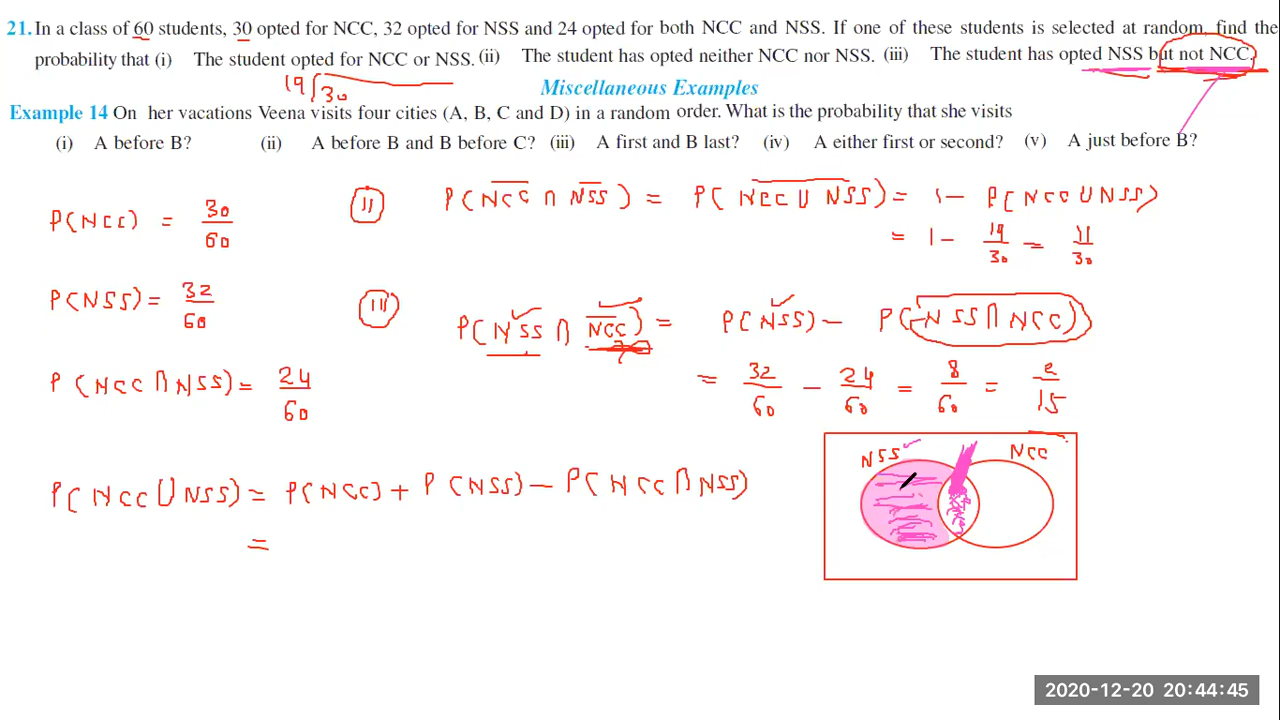 21. In a class of 60 students, 30 opted for NCC, 32 opted for NSS and 24 opted for both NCC and NSS. If one of these students is selected at random, find the
probability that (i) The student opted for NCC or NSS. (ii) The student has opted neither NCC nor NSS. (iii) The student has opted NSS but not NCC.
19/30
Miscellaneous Examples
Example 14 On her vacations Veena visits four cities (A, B, C and D) in a random order. What is the probability that she visits
(i) A before B? (ii) A before B and B before C? (iii) A first and B last? (iv) A either first or second? (v) A just before B?
P(NCC) = 30/60
P(NSS) = 32/60
P(NCC ∩ NSS) = 24/60
P(NCC ∪ NSS) = P(NCC) + P(NSS) − P(NCC ∩ NSS)
=
II P(N̅C̅C̅ ∩ N̅S̅S̅) = P(N̅C̅C̅ ̅∪̅ ̅N̅S̅S̅) = 1 − P(NCC ∪ NSS)
= 1 − 19/30 = 11/30
III P(NSS ∩ N̅C̅C̅) = P(NSS) − P(NSS ∩ NCC)
= 32/60 − 24/60 = 8/60 = 2/15
NSS NCC
2020-12-20 20:44:45